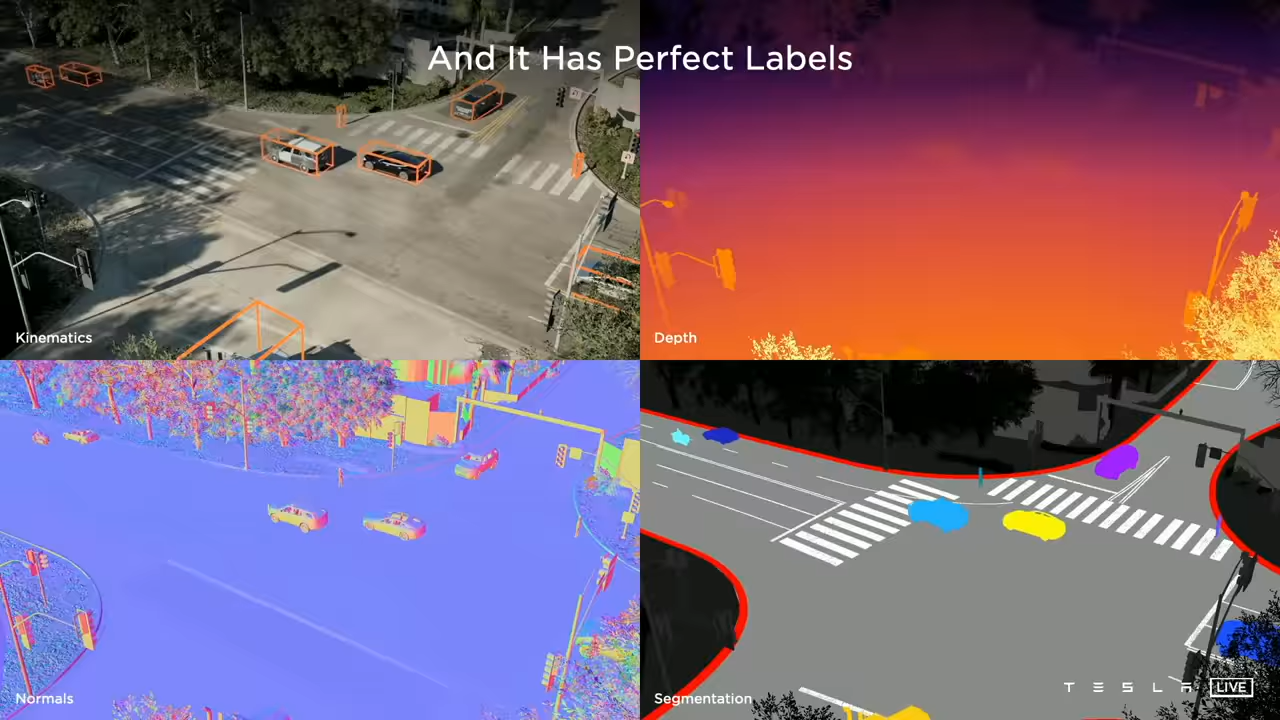 And It Has Perfect Labels
Kinematics
Depth
Normals
Segmentation
TESLA LIVE